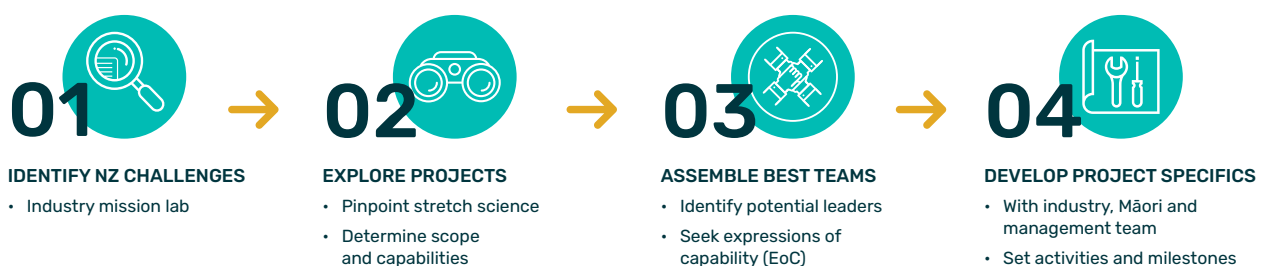 01
IDENTIFY NZ CHALLENGES
• Industry mission lab
02
EXPLORE PROJECTS
• Pinpoint stretch science
• Determine scope
and capabilities
03
ASSEMBLE BEST TEAMS
• Identify potential leaders
• Seek expressions of
capability (EoC)
04
DEVELOP PROJECT SPECIFICS
• With industry, Māori and
management team
• Set activities and milestones